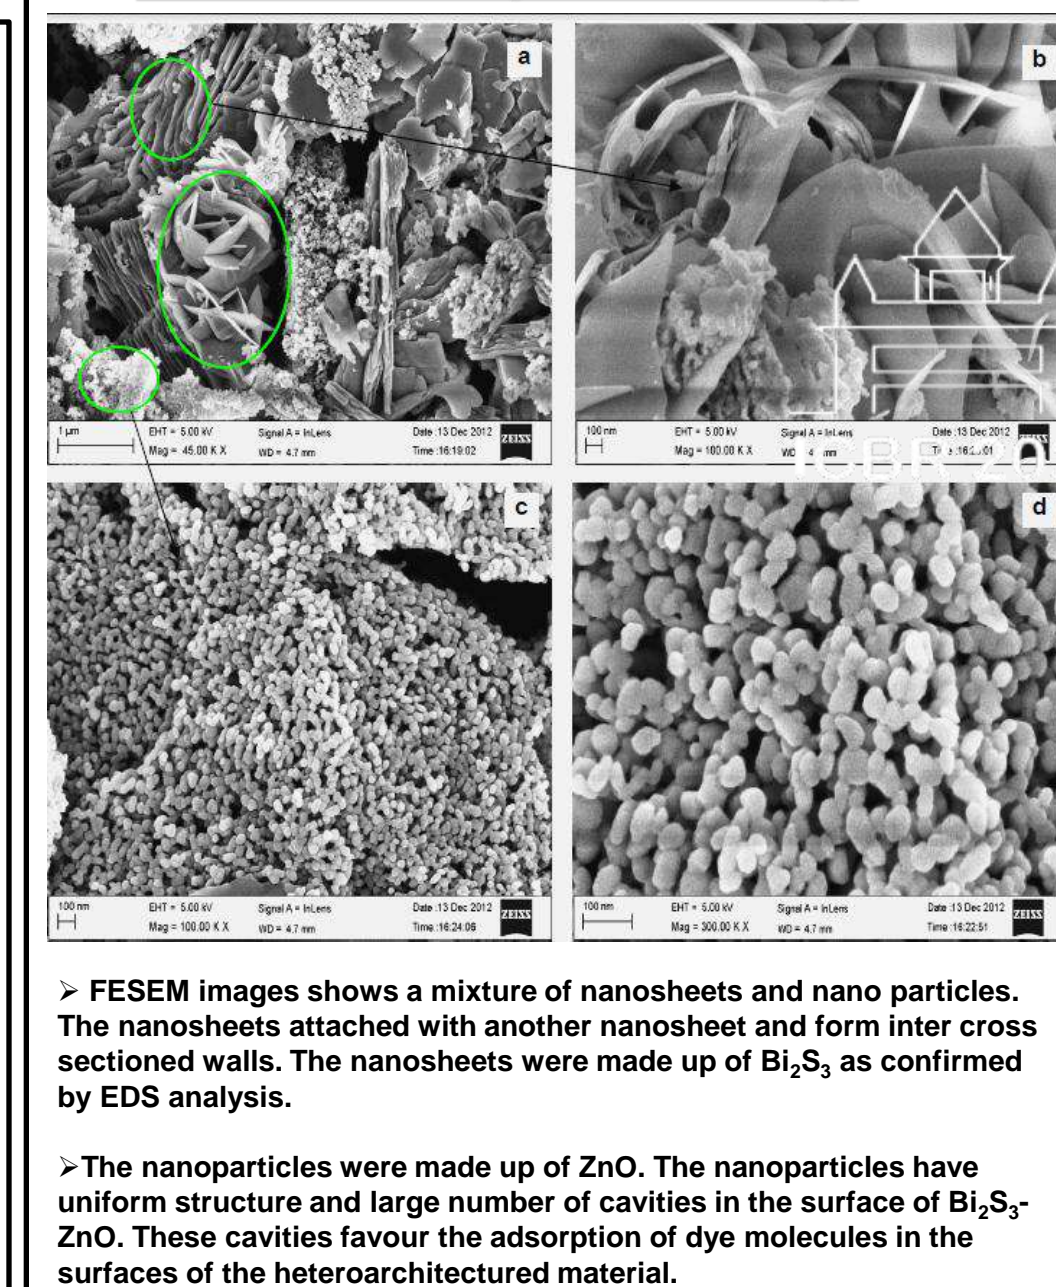 a
b
1 µm
EHT = 5.00 kV
Signal A = InLens
Date :13 Dec 2012
ZEISS
Mag = 45.00 K X
WD = 4.7 mm
Time :16:19:02
100 nm
EHT = 5.00 kV
Signal A = InLens
Date :13 Dec 2012
Mag = 100.00 K X
ICBR 20
c
d
100 nm
EHT = 5.00 kV
Signal A = InLens
Date :13 Dec 2012
ZEISS
Mag = 100.00 K X
WD = 4.7 mm
Time :16:24:06
100 nm
EHT = 5.00 kV
Signal A = InLens
Date :13 Dec 2012
ZEISS
Mag = 300.00 K X
WD = 4.7 mm
Time :16:22:51
➢ FESEM images shows a mixture of nanosheets and nano particles.
The nanosheets attached with another nanosheet and form inter cross
sectioned walls. The nanosheets were made up of Bi₂S₃ as confirmed
by EDS analysis.
➢The nanoparticles were made up of ZnO. The nanoparticles have
uniform structure and large number of cavities in the surface of Bi₂S₃-
ZnO. These cavities favour the adsorption of dye molecules in the
surfaces of the heteroarchitectured material.